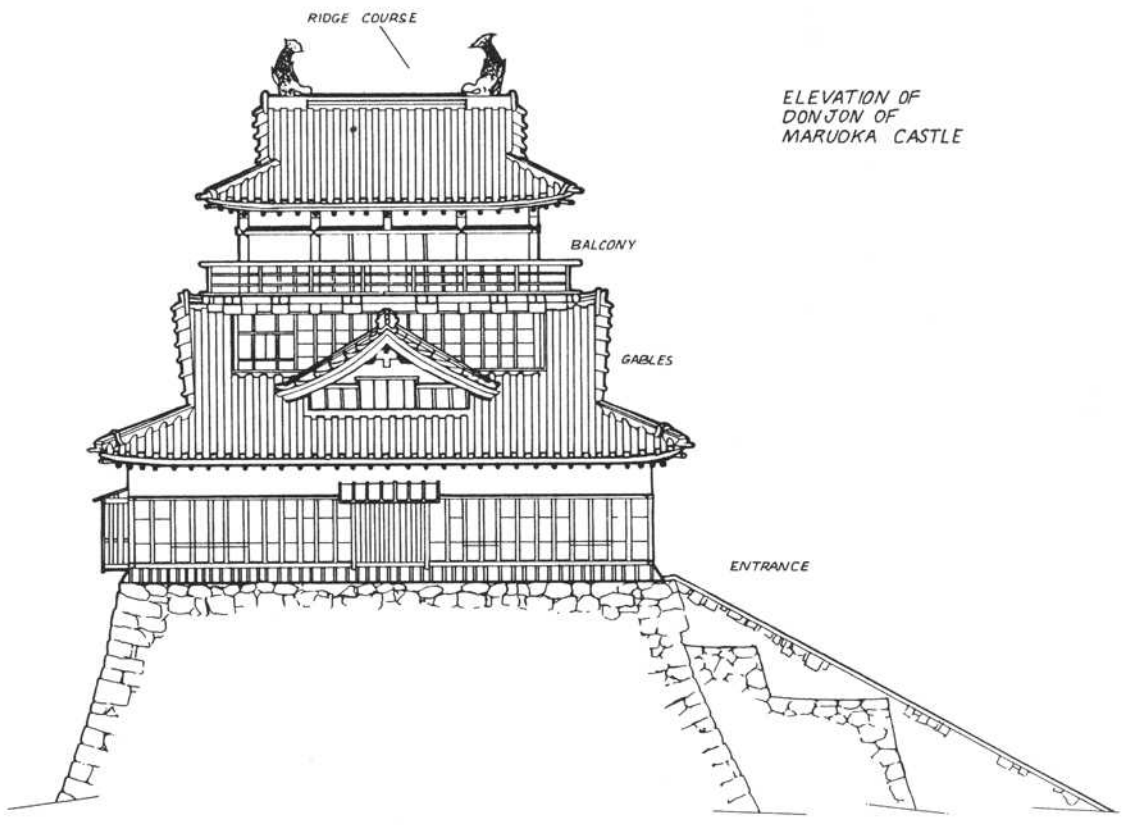 RIDGE COURSE
ELEVATION OF
DONJON OF
MARUOKA CASTLE
BALCONY
GABLES
ENTRANCE